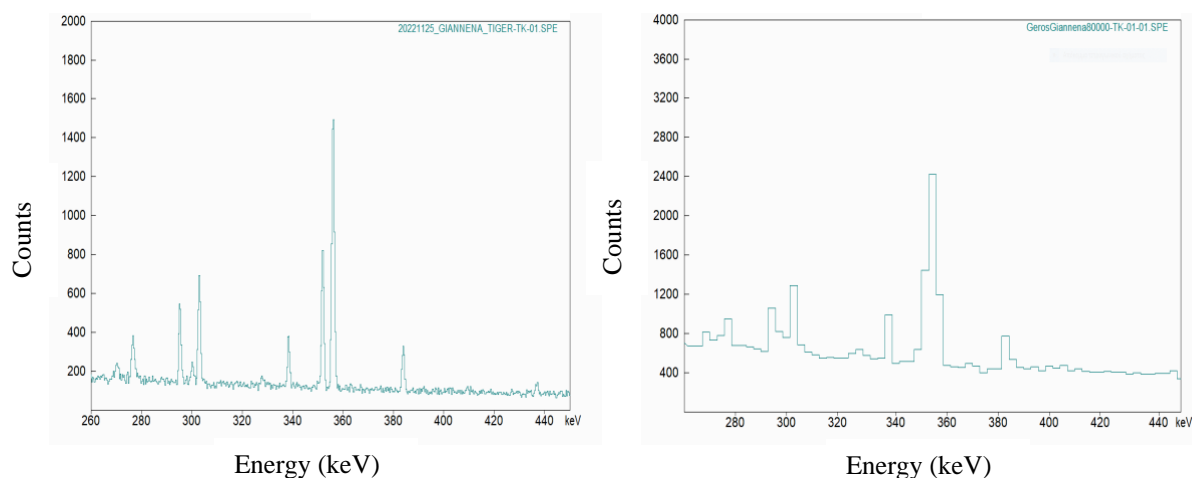 20221125_GIANNENA_TIGER-TK-01.SPE
2000
1800
1600
1400
1200
1000
800
600
400
200
Counts
260 280 300 320 340 360 380 400 420 440 keV
Energy (keV)
GerosGiannena80000-TK-01-01.SPE
4000
3600
3200
2800
2400
2000
1600
1200
800
400
Counts
280 300 320 340 360 380 400 420 440 keV
Energy (keV)